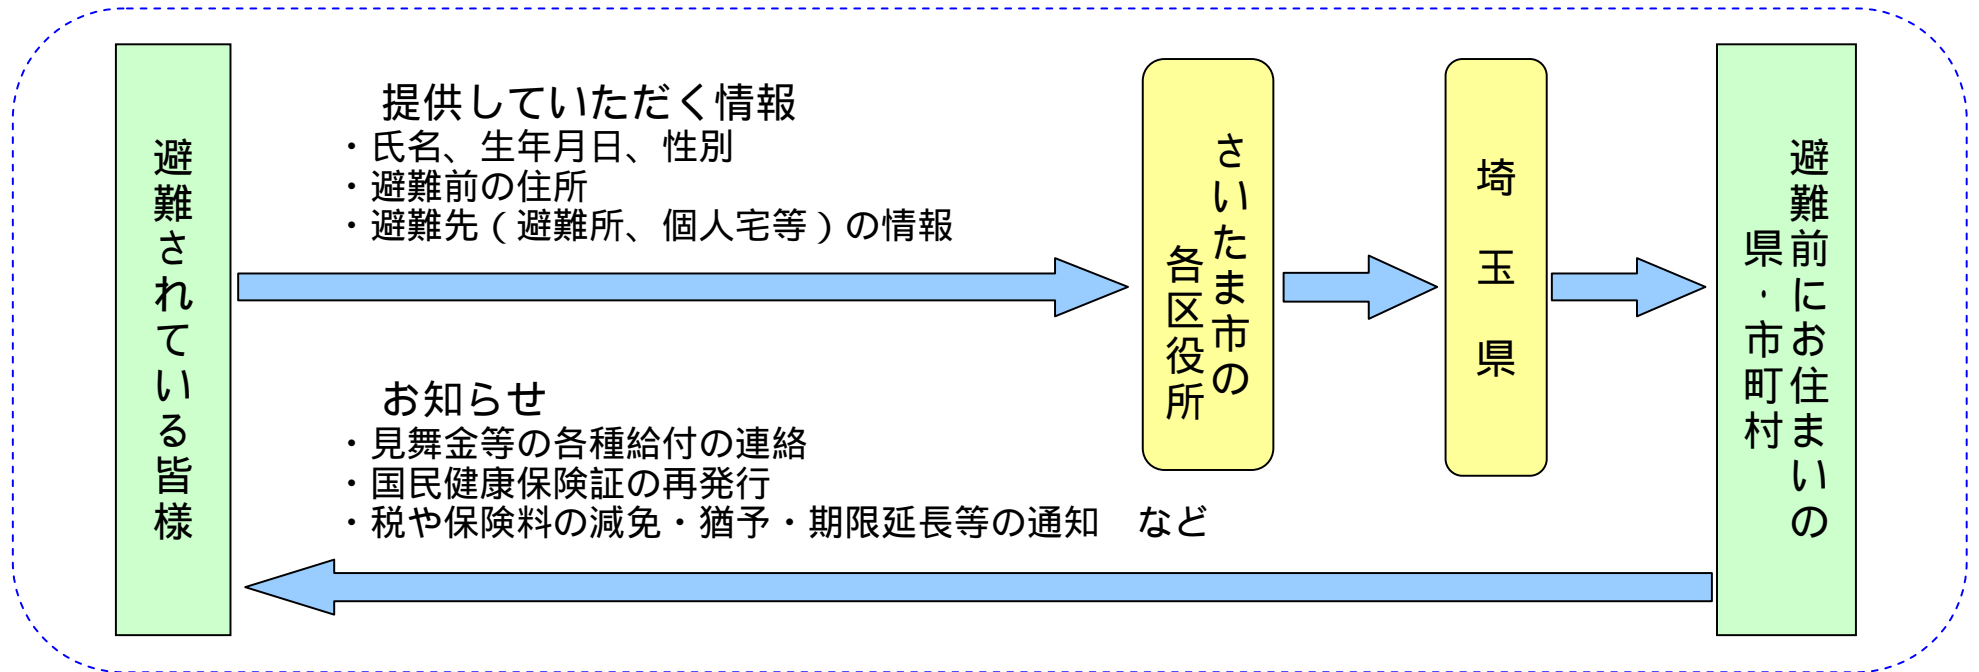 避難されている皆様
提供していただく情報
・氏名、生年月日、性別
・避難前の住所
・避難先（避難所、個人宅等）の情報
お知らせ
・見舞金等の各種給付の連絡
・国民健康保険証の再発行
・税や保険料の減免・猶予・期限延長等の通知　など
さいたま市の
各区役所
埼玉県
避難前にお住まいの
県・市町村